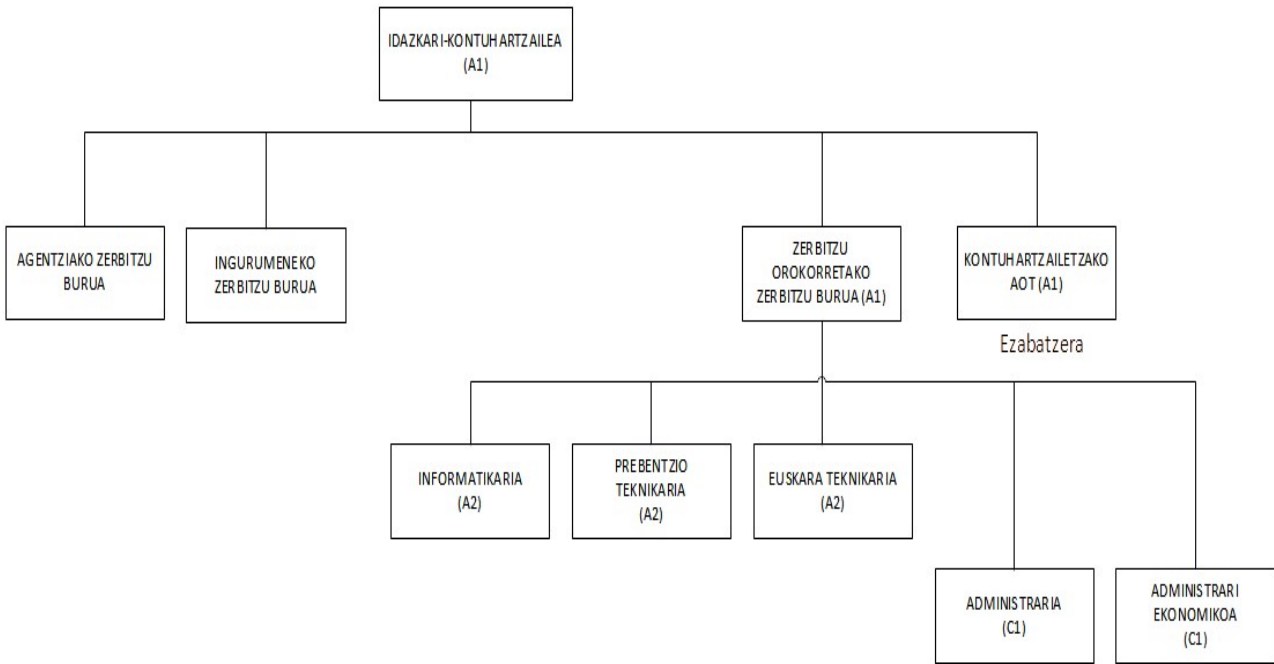 IDAZKARI-KONTUHARTZAILEA
(A1)
AGENTZIAKO ZERBITZU
BURUA
INGURUMENEKO
ZERBITZU BURUA
ZERBITZU
OROKORRETAKO
ZERBITZU BURUA (A1)
KONTUHARTZAILETZAKO
AOT (A1)
Ezabatzera
INFORMATIKARIA
(A2)
PREBENTZIO
TEKNIKARIA
(A2)
EUSKARA TEKNIKARIA
(A2)
ADMINISTRARIA
(C1)
ADMINISTRARI
EKONOMIKOA
(C1)